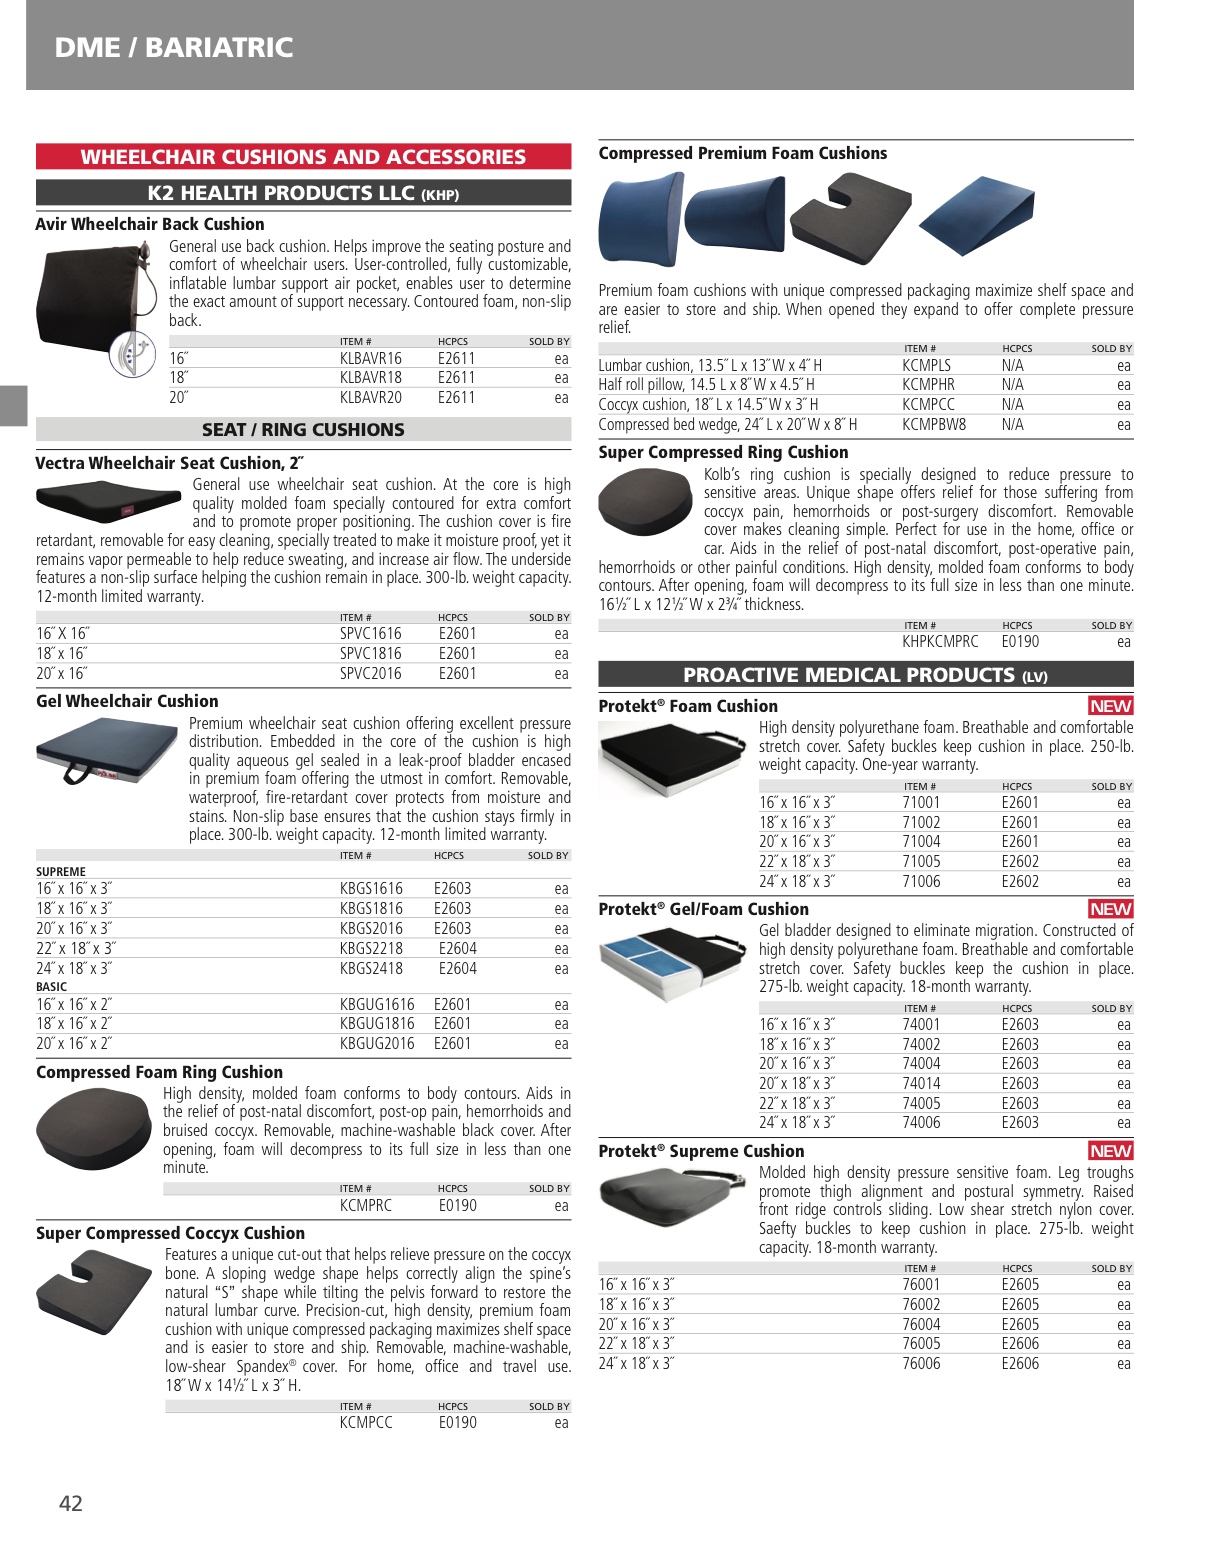 DME / BARIATRIC
WHEELCHAIR CUSHIONS AND ACCESSORIES
K2 HEALTH PRODUCTS LLC (KHP)
Avir Wheelchair Back Cushion
General use back cushion. Helps improve the seating posture and
comfort of wheelchair users. User-controlled, fully customizable,
inflatable lumbar support air pocket, enables user to determine
the exact amount of support necessary. Contoured foam, non-slip
back.
ITEM # HCPCS SOLD BY
16˝ KLBAVR16 E2611 ea
18˝ KLBAVR18 E2611 ea
20˝ KLBAVR20 E2611 ea
SEAT / RING CUSHIONS
Vectra Wheelchair Seat Cushion, 2˝
General use wheelchair seat cushion. At the core is high
quality molded foam specially contoured for extra comfort
and to promote proper positioning. The cushion cover is fire
retardant, removable for easy cleaning, specially treated to make it moisture proof, yet it
remains vapor permeable to help reduce sweating, and increase air flow. The underside
features a non-slip surface helping the cushion remain in place. 300-lb. weight capacity.
12-month limited warranty.
ITEM # HCPCS SOLD BY
16˝ X 16˝ SPVC1616 E2601 ea
18˝ x 16˝ SPVC1816 E2601 ea
20˝ x 16˝ SPVC2016 E2601 ea
Gel Wheelchair Cushion
Premium wheelchair seat cushion offering excellent pressure
distribution. Embedded in the core of the cushion is high
quality aqueous gel sealed in a leak-proof bladder encased
in premium foam offering the utmost in comfort. Removable,
waterproof, fire-retardant cover protects from moisture and
stains. Non-slip base ensures that the cushion stays firmly in
place. 300-lb. weight capacity. 12-month limited warranty.
ITEM # HCPCS SOLD BY
SUPREME
16˝ x 16˝ x 3˝ KBGS1616 E2603 ea
18˝ x 16˝ x 3˝ KBGS1816 E2603 ea
20˝ x 16˝ x 3˝ KBGS2016 E2603 ea
22˝ x 18˝ x 3˝ KBGS2218 E2604 ea
24˝ x 18˝ x 3˝ KBGS2418 E2604 ea
BASIC
16˝ x 16˝ x 2˝ KBGUG1616 E2601 ea
18˝ x 16˝ x 2˝ KBGUG1816 E2601 ea
20˝ x 16˝ x 2˝ KBGUG2016 E2601 ea
Compressed Foam Ring Cushion
High density, molded foam conforms to body contours. Aids in
the relief of post-natal discomfort, post-op pain, hemorrhoids and
bruised coccyx. Removable, machine-washable black cover. After
opening, foam will decompress to its full size in less than one
minute.
ITEM # HCPCS SOLD BY
KCMPRC E0190 ea
Super Compressed Coccyx Cushion
Features a unique cut-out that helps relieve pressure on the coccyx
bone. A sloping wedge shape helps correctly align the spine’s
natural “S” shape while tilting the pelvis forward to restore the
natural lumbar curve. Precision-cut, high density, premium foam
cushion with unique compressed packaging maximizes shelf space
and is easier to store and ship. Removable, machine-washable,
low-shear Spandex® cover. For home, office and travel use.
18˝ W x 14½˝ L x 3˝ H.
ITEM # HCPCS SOLD BY
KCMPCC E0190 ea
Compressed Premium Foam Cushions
Premium foam cushions with unique compressed packaging maximize shelf space and
are easier to store and ship. When opened they expand to offer complete pressure
relief.
ITEM # HCPCS SOLD BY
Lumbar cushion, 13.5˝ L x 13˝ W x 4˝ H KCMPLS N/A ea
Half roll pillow, 14.5 L x 8˝ W x 4.5˝ H KCMPHR N/A ea
Coccyx cushion, 18˝ L x 14.5˝ W x 3˝ H KCMPCC N/A ea
Compressed bed wedge, 24˝ L x 20˝ W x 8˝ H KCMPBW8 N/A ea
Super Compressed Ring Cushion
Kolb’s ring cushion is specially designed to reduce pressure to
sensitive areas. Unique shape offers relief for those suffering from
coccyx pain, hemorrhoids or post-surgery discomfort. Removable
cover makes cleaning simple. Perfect for use in the home, office or
car. Aids in the relief of post-natal discomfort, post-operative pain,
hemorrhoids or other painful conditions. High density, molded foam conforms to body
contours. After opening, foam will decompress to its full size in less than one minute.
16½˝ L x 12½˝ W x 2¾˝ thickness.
ITEM # HCPCS SOLD BY
KHPKCMPRC E0190 ea
PROACTIVE MEDICAL PRODUCTS (LV)
Protekt® Foam Cushion NEW
High density polyurethane foam. Breathable and comfortable
stretch cover. Safety buckles keep cushion in place. 250-lb.
weight capacity. One-year warranty.
ITEM # HCPCS SOLD BY
16˝ x 16˝ x 3˝ 71001 E2601 ea
18˝ x 16˝ x 3˝ 71002 E2601 ea
20˝ x 16˝ x 3˝ 71004 E2601 ea
22˝ x 18˝ x 3˝ 71005 E2602 ea
24˝ x 18˝ x 3˝ 71006 E2602 ea
Protekt® Gel/Foam Cushion NEW
Gel bladder designed to eliminate migration. Constructed of
high density polyurethane foam. Breathable and comfortable
stretch cover. Safety buckles keep the cushion in place.
275-lb. weight capacity. 18-month warranty.
ITEM # HCPCS SOLD BY
16˝ x 16˝ x 3˝ 74001 E2603 ea
18˝ x 16˝ x 3˝ 74002 E2603 ea
20˝ x 16˝ x 3˝ 74004 E2603 ea
20˝ x 18˝ x 3˝ 74014 E2603 ea
22˝ x 18˝ x 3˝ 74005 E2603 ea
24˝ x 18˝ x 3˝ 74006 E2603 ea
Protekt® Supreme Cushion NEW
Molded high density pressure sensitive foam. Leg troughs
promote thigh alignment and postural symmetry. Raised
front ridge controls sliding. Low shear stretch nylon cover.
Saefty buckles to keep cushion in place. 275-lb. weight
capacity. 18-month warranty.
ITEM # HCPCS SOLD BY
16˝ x 16˝ x 3˝ 76001 E2605 ea
18˝ x 16˝ x 3˝ 76002 E2605 ea
20˝ x 16˝ x 3˝ 76004 E2605 ea
22˝ x 18˝ x 3˝ 76005 E2606 ea
24˝ x 18˝ x 3˝ 76006 E2606 ea
42